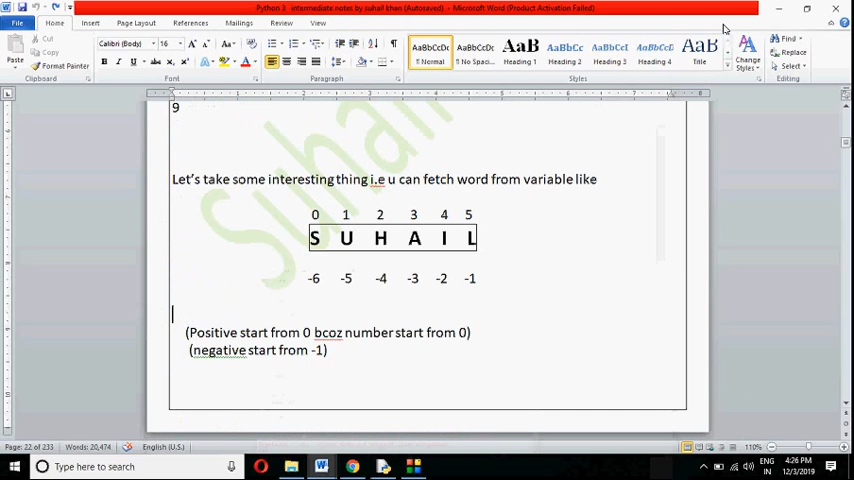 Python 3 intermediate notes by suhail khan (Autosaved) - Microsoft Word (Product Activation Failed)
File Home Insert Page Layout References Mailings Review View
Paste
Cut
Copy
Format Painter
Calibri (Body) 16
AaBbCcDc AaBbCcDc AaBbC AaBbCc AaBbCcI AaBbCcI AaB
¶ Normal ¶ No Spaci... Heading 1 Heading 2 Heading 3 Heading 4 Title
Change Styles
Find
Replace
Select
Clipboard Font Paragraph Styles Editing
9
Suhail
Let's take some interesting thing i.e u can fetch word from variable like
0 1 2 3 4 5
S U H A I L
-6 -5 -4 -3 -2 -1
(Positive start from 0 bcoz number start from 0)
(negative start from -1)
Page: 22 of 233 Words: 20,474 English (U.S.) 110%
Type here to search
ENG 4:26 PM
IN 12/3/2019